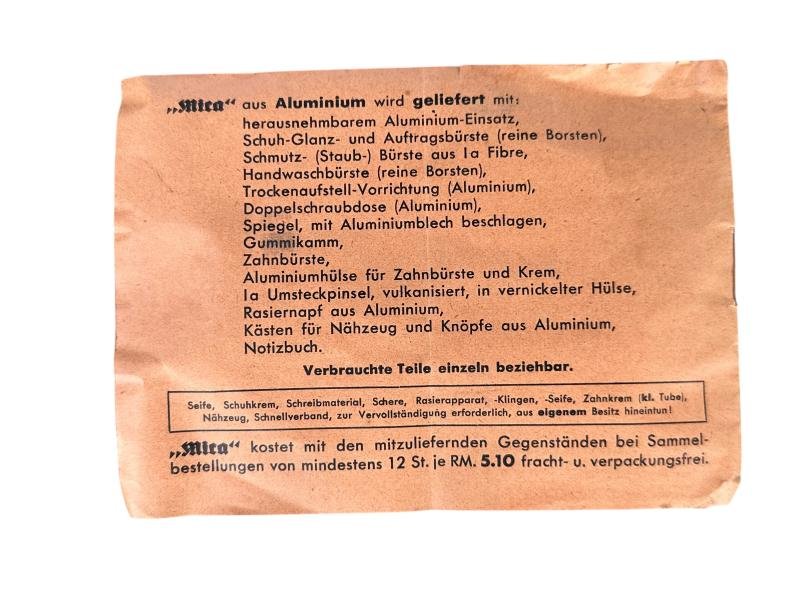 „Mica“ aus Aluminium wird geliefert mit:
herausnehmbarem Aluminium-Einsatz,
Schuh-Glanz- und Auftragsbürste (reine Borsten),
Schmutz- (Staub-) Bürste aus Ia Fibre,
Handwaschbürste (reine Borsten),
Trockenaufstell-Vorrichtung (Aluminium),
Doppelschraubdose (Aluminium),
Spiegel, mit Aluminiumblech beschlagen,
Gummikamm,
Zahnbürste,
Aluminiumhülse für Zahnbürste und Krem,
Ia Umsteckpinsel, vulkanisiert, in vernickelter Hülse,
Rasiernapf aus Aluminium,
Kästen für Nähzeug und Knöpfe aus Aluminium,
Notizbuch.
Verbrauchte Teile einzeln beziehbar.
Seife, Schuhkrem, Schreibmaterial, Schere, Rasierapparat, -Klingen, -Seife, Zahnkrem (kl. Tube),
Nähzeug, Schnellverband, zur Vervollständigung erforderlich, aus eigenem Besitz hineintun!
„Mica“ kostet mit den mitzuliefernden Gegenständen bei Sammel-
bestellungen von mindestens 12 St. je RM. 5.10 fracht- u. verpackungsfrei.